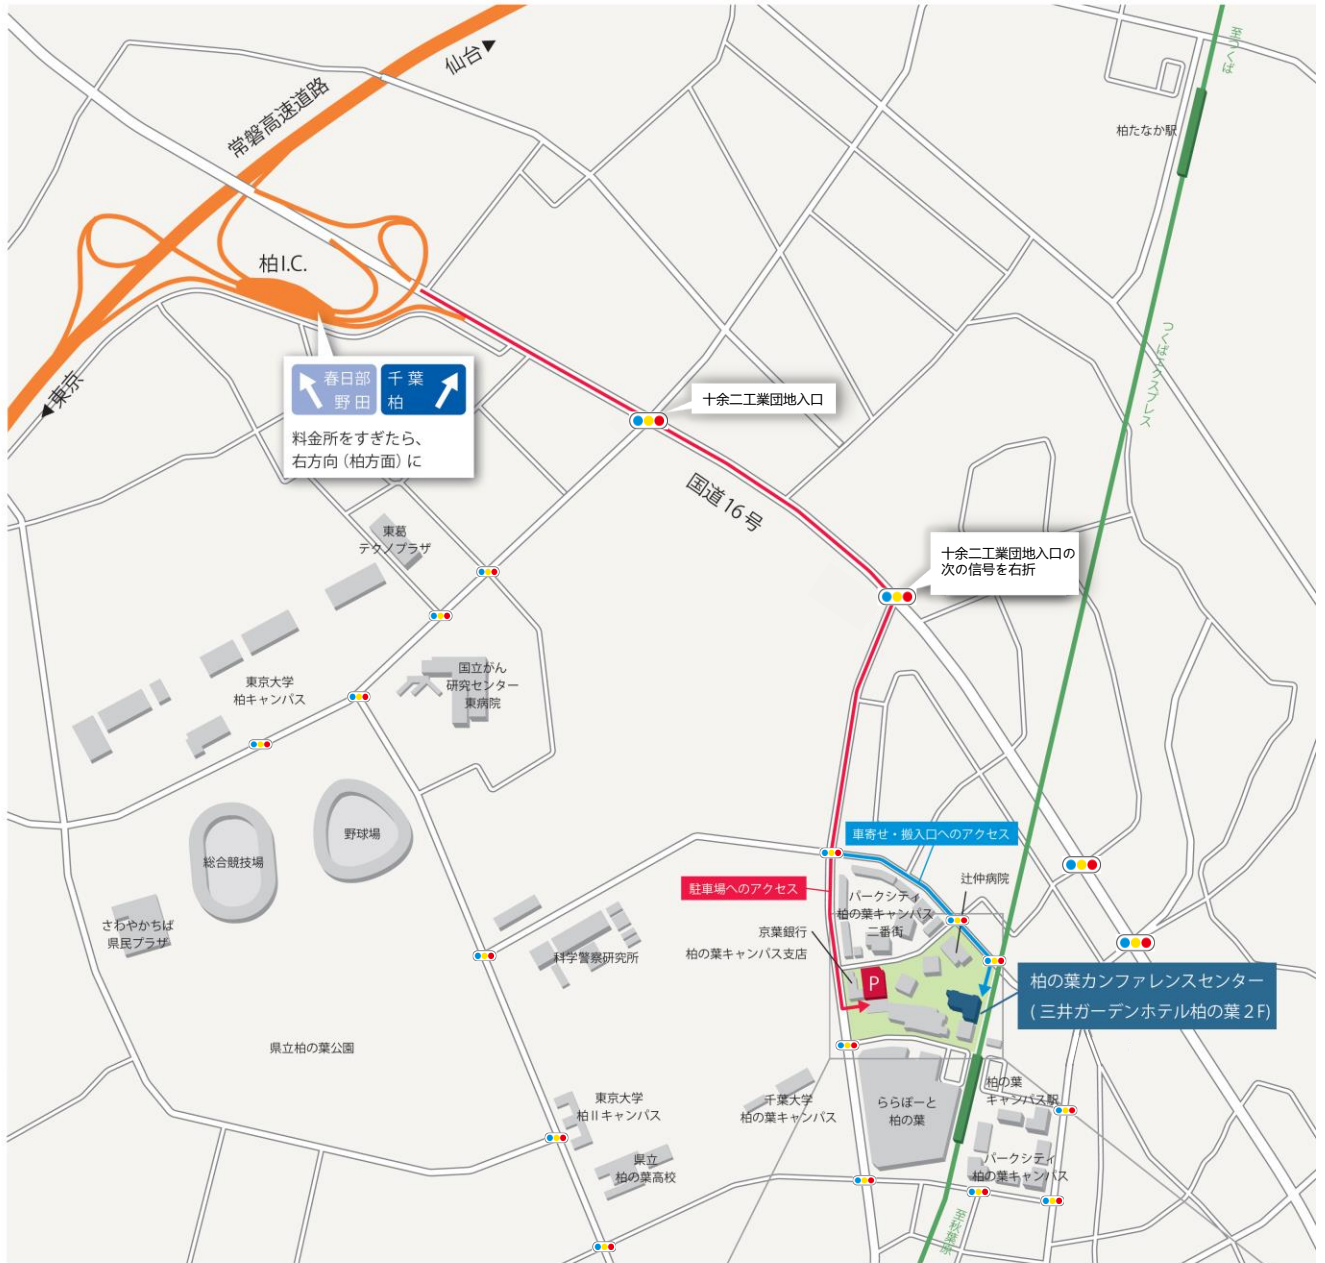 至つくば
仙台▶
常磐高速道路
柏たなか駅
柏I.C.
つくばエクスプレス
◀東京
春日部
野田
千葉
柏
料金所をすぎたら、
右方向（柏方面）に
十余二工業団地入口
国道16号
東葛
テクノプラザ
十余二工業団地入口の
次の信号を右折
国立がん
研究センター
東病院
東京大学
柏キャンパス
野球場
総合競技場
車寄せ・搬入口へのアクセス
辻仲病院
駐車場へのアクセス
パークシティ
柏の葉キャンパス
二番街
さわやかちば
県民プラザ
京葉銀行
柏の葉キャンパス支店
科学警察研究所
P
柏の葉カンファレンスセンター
(三井ガーデンホテル柏の葉２F)
県立柏の葉公園
柏の葉
キャンパス駅
東京大学
柏IIキャンパス
千葉大学
柏の葉キャンパス
ららぽーと
柏の葉
県立
柏の葉高校
パークシティ
柏の葉キャンパス
至秋葉原